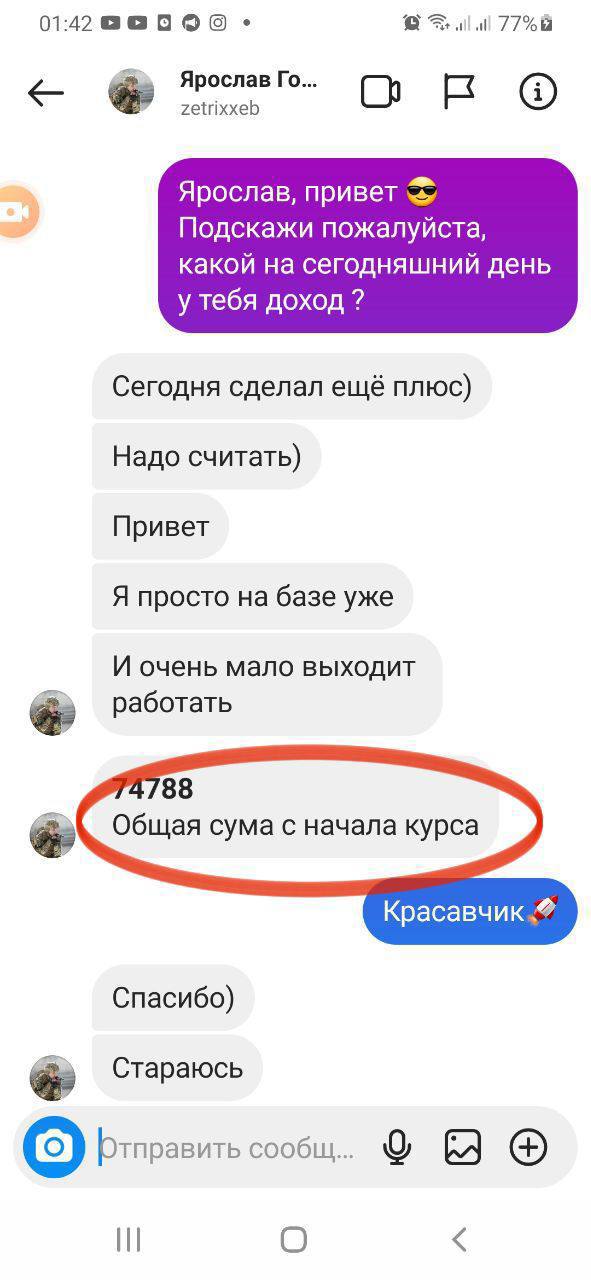 01:42
77%
Ярослав Го...
zetrixxeb
Ярослав, привет 😎
Подскажи пожалуйста,
какой на сегодняшний день
у тебя доход ?
Сегодня сделал ещё плюс)
Надо считать)
Привет
Я просто на базе уже
И очень мало выходит
работать
74788
Общая сума с начала курса
Красавчик🚀
Спасибо)
Стараюсь
Отправить сообщ...